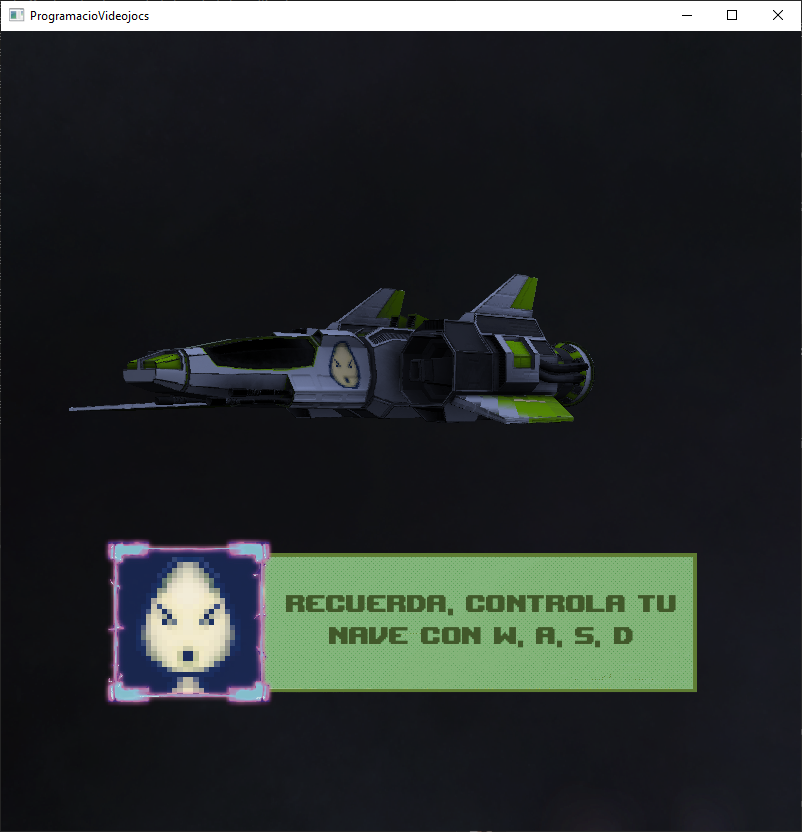 ProgramacioVideojocs
RECUERDA, CONTROLA TU
NAVE CON W, A, S, D